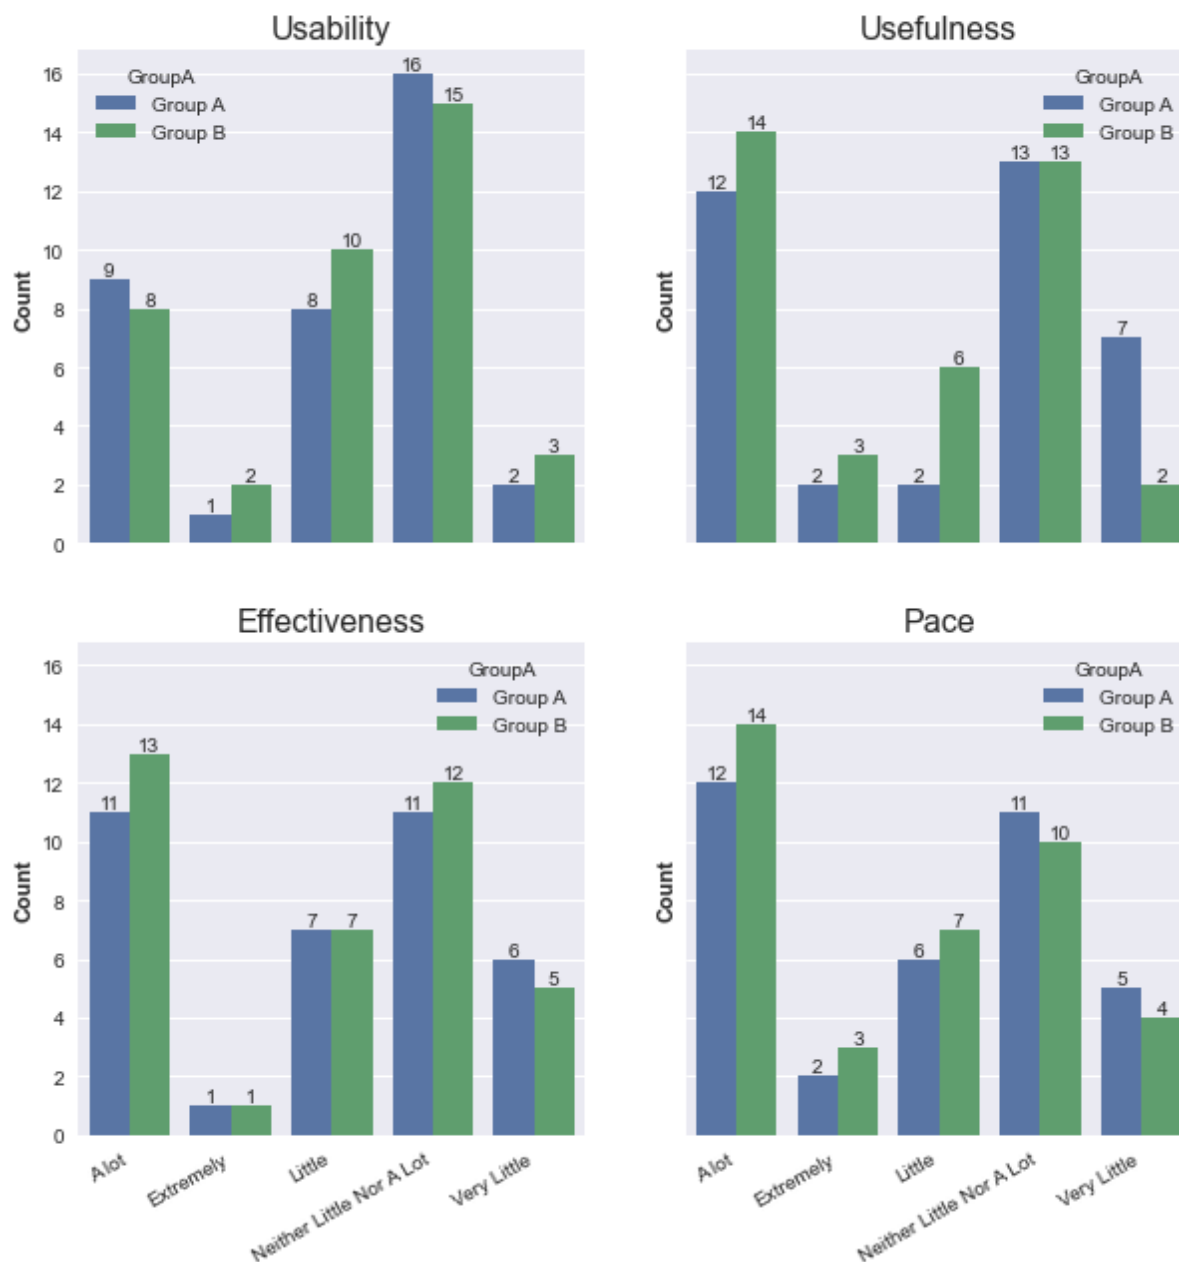 Usability
Usefulness
GroupA
Group A
Group B
GroupA
Group A
Group B
Count
16
14
12
10
8
6
4
2
0
9
8
1
2
8
10
16
15
2
3
Count
12
14
2
3
2
6
13
13
7
2
Effectiveness
Pace
GroupA
Group A
Group B
GroupA
Group A
Group B
Count
16
14
12
10
8
6
4
2
0
11
13
1
1
7
7
11
12
6
5
Count
12
14
2
3
6
7
11
10
5
4
A lot
Extremely
Little
Neither Little Nor A Lot
Very Little
A lot
Extremely
Little
Neither Little Nor A Lot
Very Little